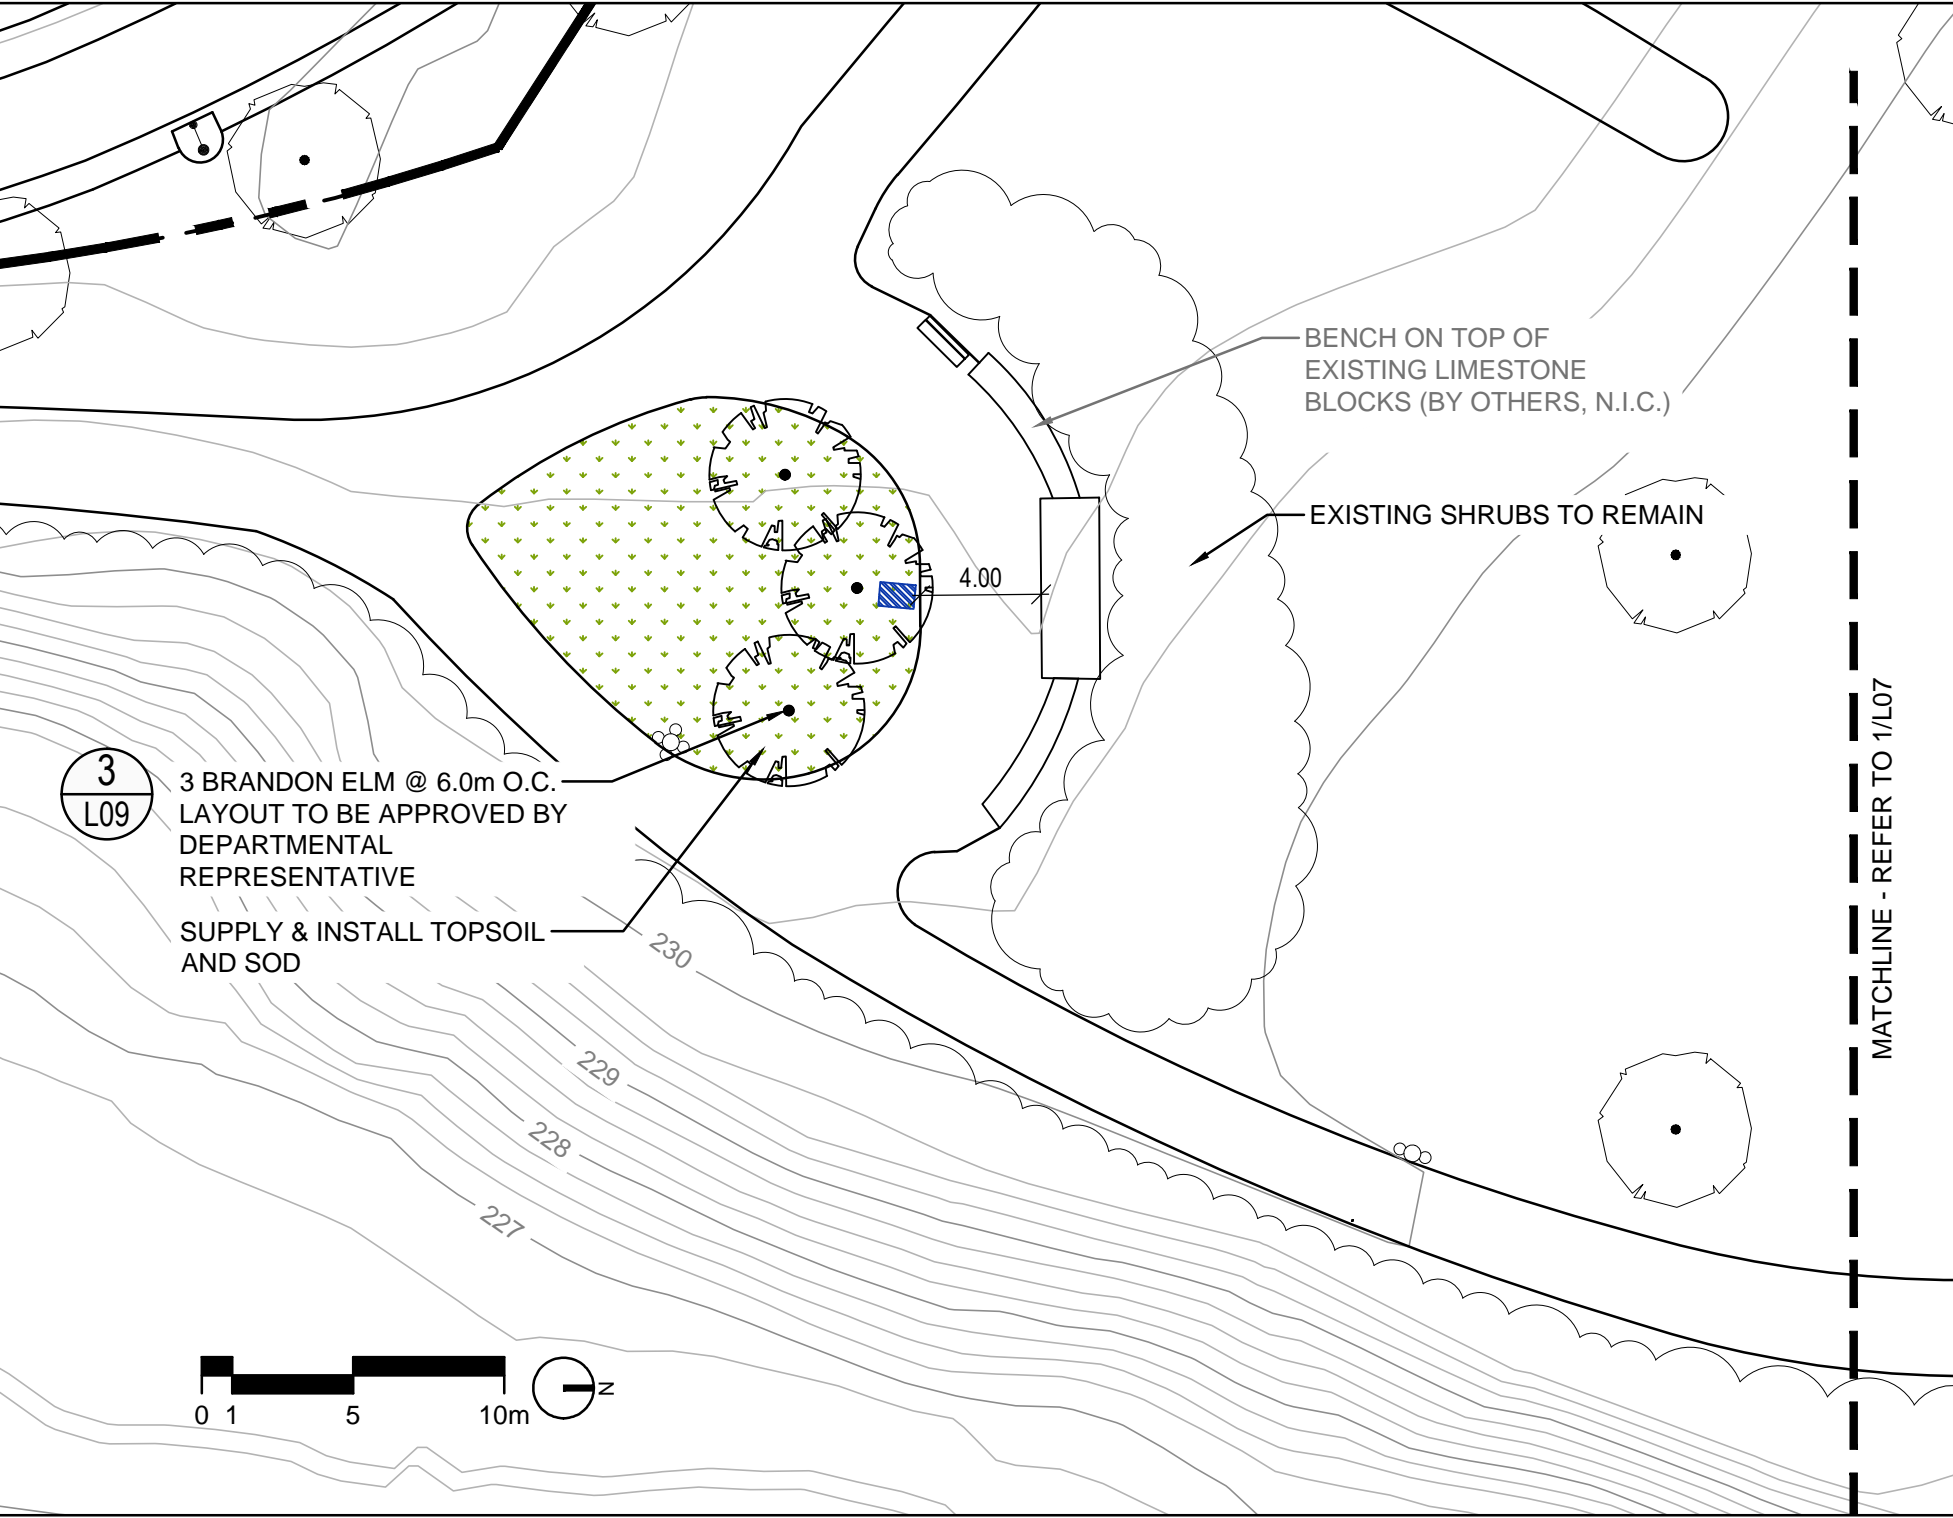 BENCH ON TOP OF
EXISTING LIMESTONE
BLOCKS (BY OTHERS, N.I.C.)
EXISTING SHRUBS TO REMAIN
4.00
3
L09
3 BRANDON ELM @ 6.0m O.C.
LAYOUT TO BE APPROVED BY
DEPARTMENTAL
REPRESENTATIVE
SUPPLY & INSTALL TOPSOIL
AND SOD
230
229
228
227
MATCHLINE - REFER TO 1/L07
0 1 5 10m
N